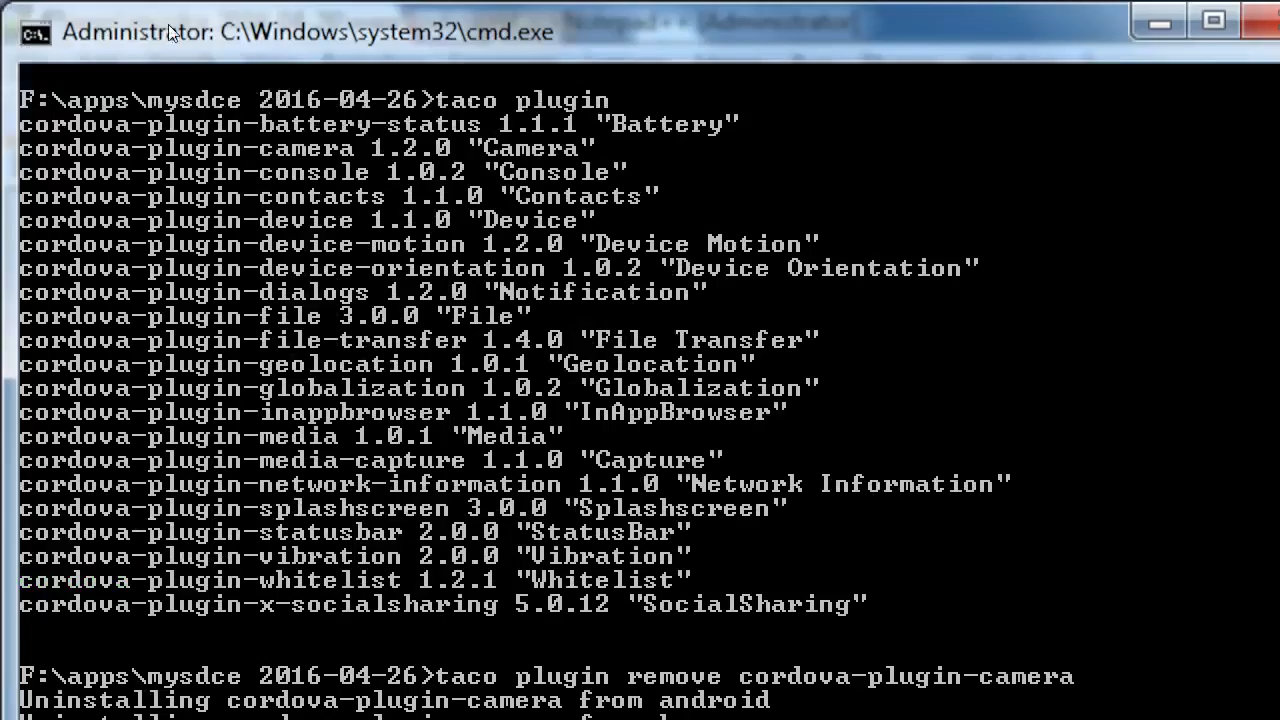 Administrator: C:\Windows\system32\cmd.exe
F:\apps\mysdce 2016-04-26>taco plugin
cordova-plugin-battery-status 1.1.1 "Battery"
cordova-plugin-camera 1.2.0 "Camera"
cordova-plugin-console 1.0.2 "Console"
cordova-plugin-contacts 1.1.0 "Contacts"
cordova-plugin-device 1.1.0 "Device"
cordova-plugin-device-motion 1.2.0 "Device Motion"
cordova-plugin-device-orientation 1.0.2 "Device Orientation"
cordova-plugin-dialogs 1.2.0 "Notification"
cordova-plugin-file 3.0.0 "File"
cordova-plugin-file-transfer 1.4.0 "File Transfer"
cordova-plugin-geolocation 1.0.1 "Geolocation"
cordova-plugin-globalization 1.0.2 "Globalization"
cordova-plugin-inappbrowser 1.1.0 "InAppBrowser"
cordova-plugin-media 1.0.1 "Media"
cordova-plugin-media-capture 1.1.0 "Capture"
cordova-plugin-network-information 1.1.0 "Network Information"
cordova-plugin-splashscreen 3.0.0 "Splashscreen"
cordova-plugin-statusbar 2.0.0 "StatusBar"
cordova-plugin-vibration 2.0.0 "Vibration"
cordova-plugin-whitelist 1.2.1 "Whitelist"
cordova-plugin-x-socialsharing 5.0.12 "SocialSharing"
F:\apps\mysdce 2016-04-26>taco plugin remove cordova-plugin-camera
Uninstalling cordova-plugin-camera from android